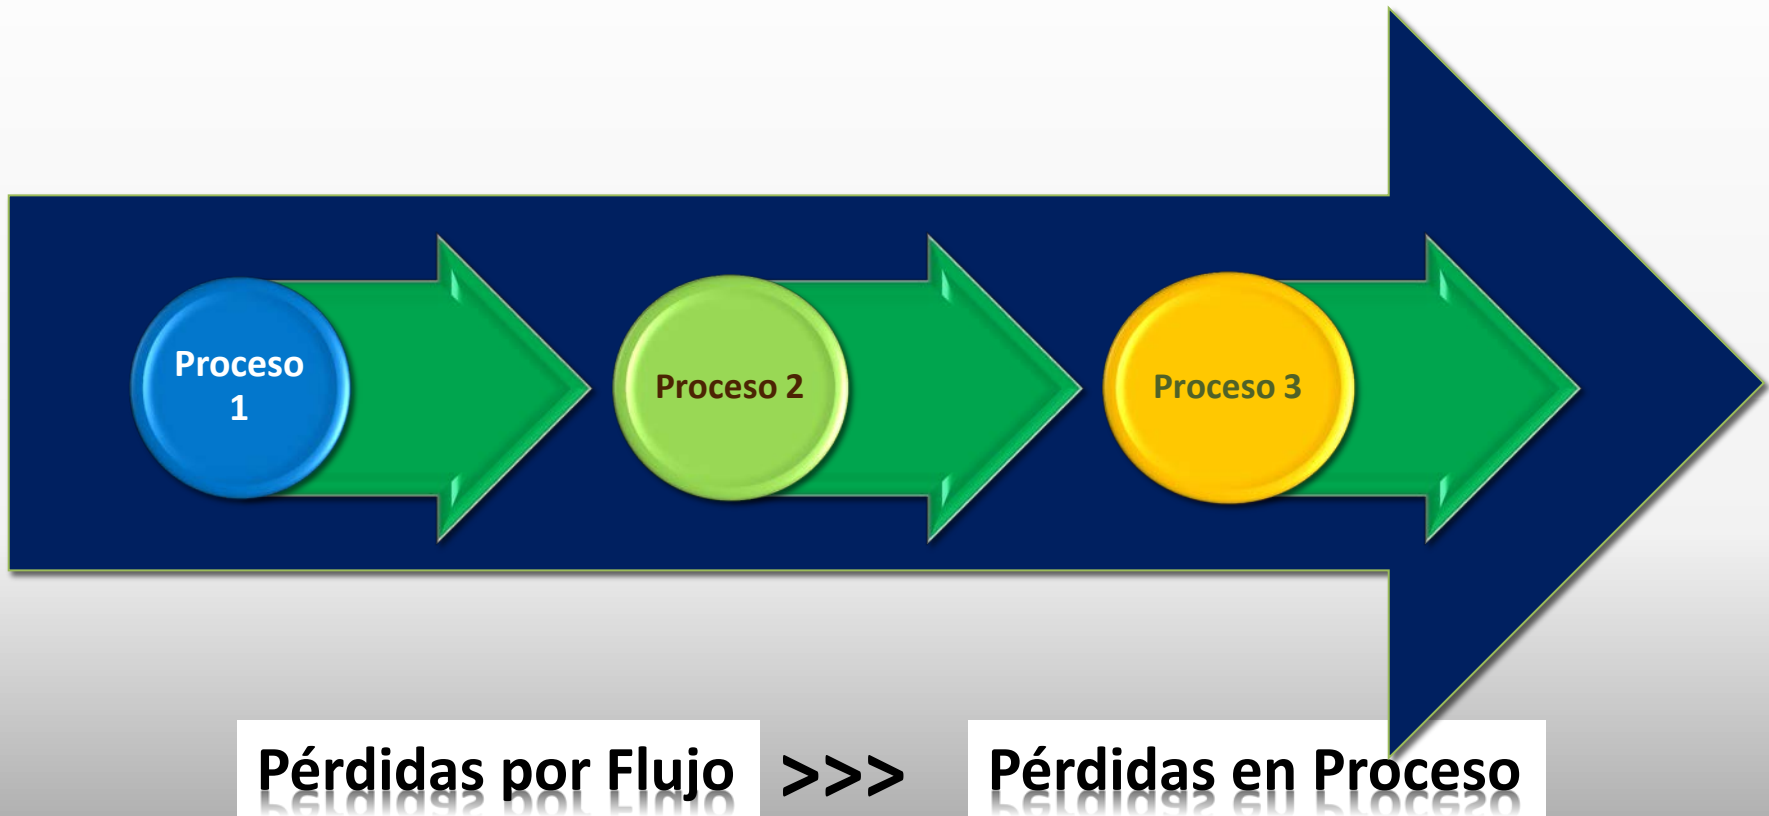 Proceso
1
Proceso 2
Proceso 3
Pérdidas por Flujo >>> Pérdidas en Proceso